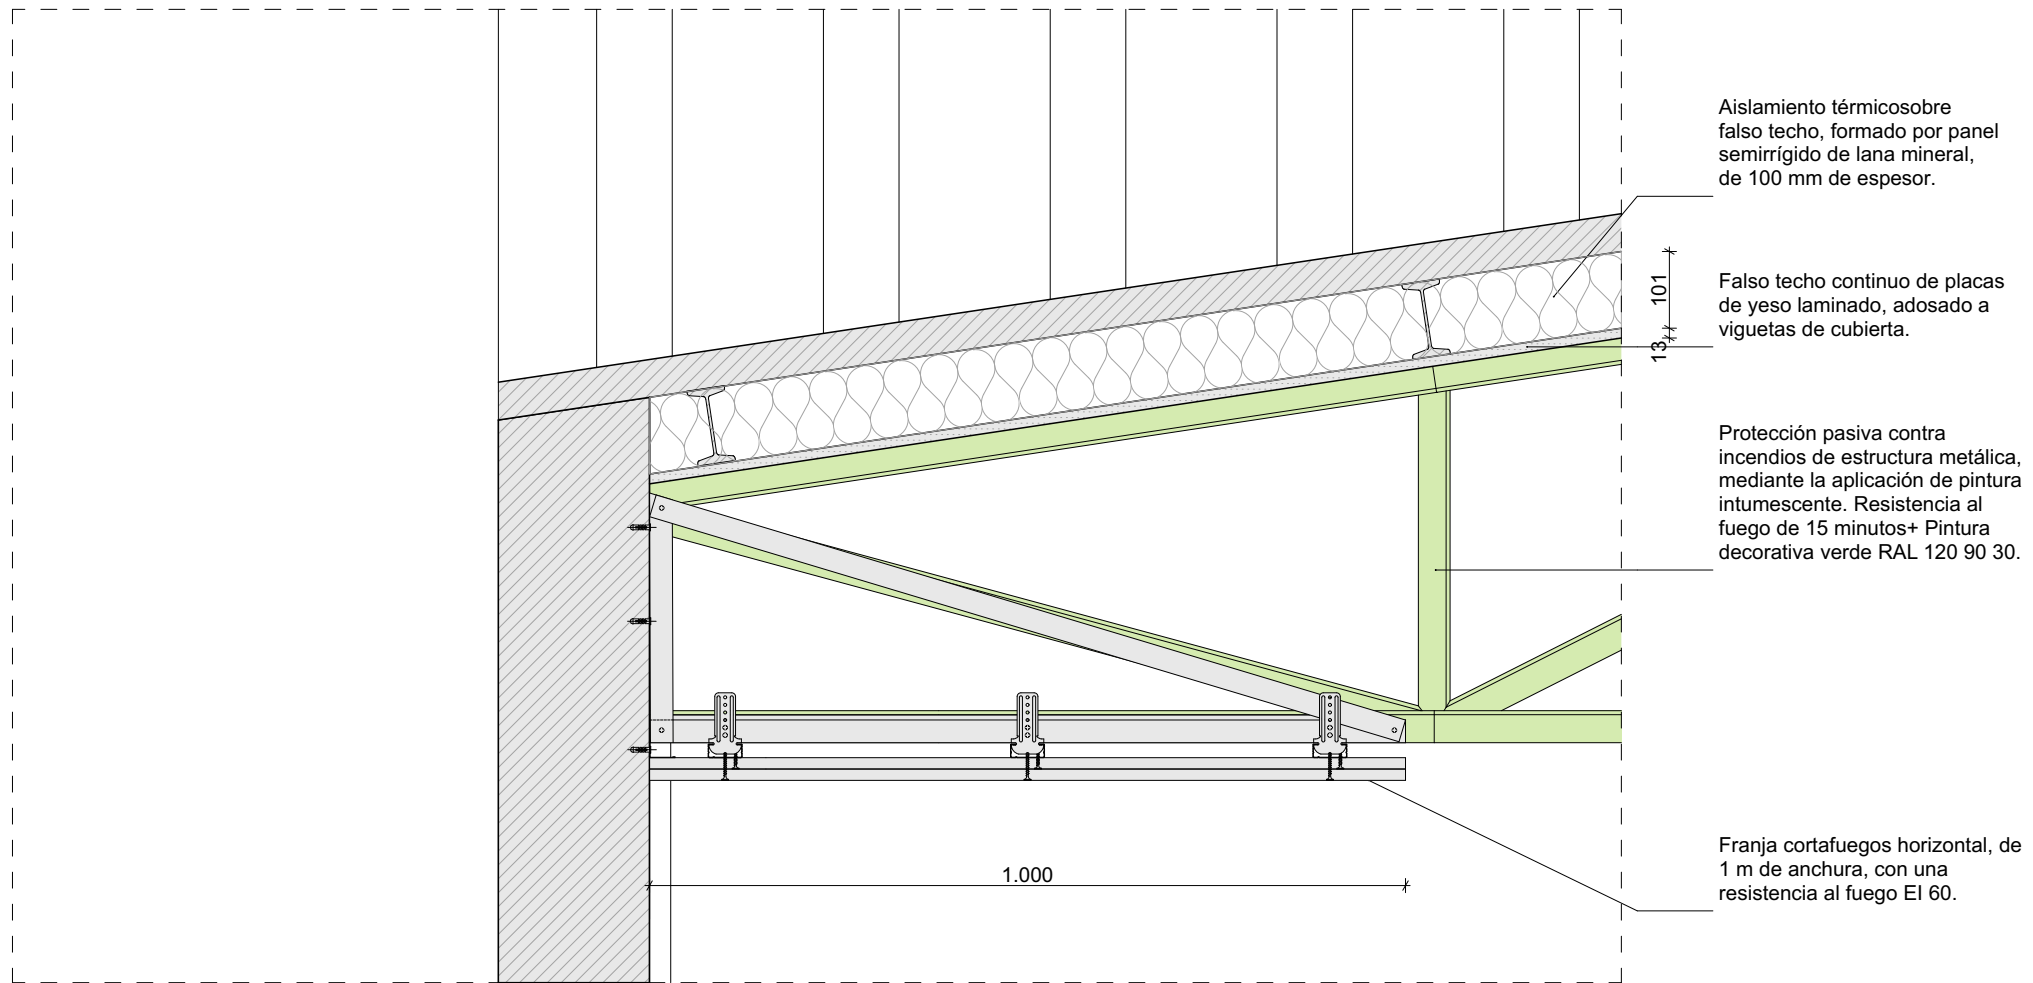 Aislamiento térmicosobre
falso techo, formado por panel
semirrígido de lana mineral,
de 100 mm de espesor.
101
13
Falso techo continuo de placas
de yeso laminado, adosado a
viguetas de cubierta.
Protección pasiva contra
incendios de estructura metálica,
mediante la aplicación de pintura
intumescente. Resistencia al
fuego de 15 minutos+ Pintura
decorativa verde RAL 120 90 30.
1.000
Franja cortafuegos horizontal, de
1 m de anchura, con una
resistencia al fuego EI 60.